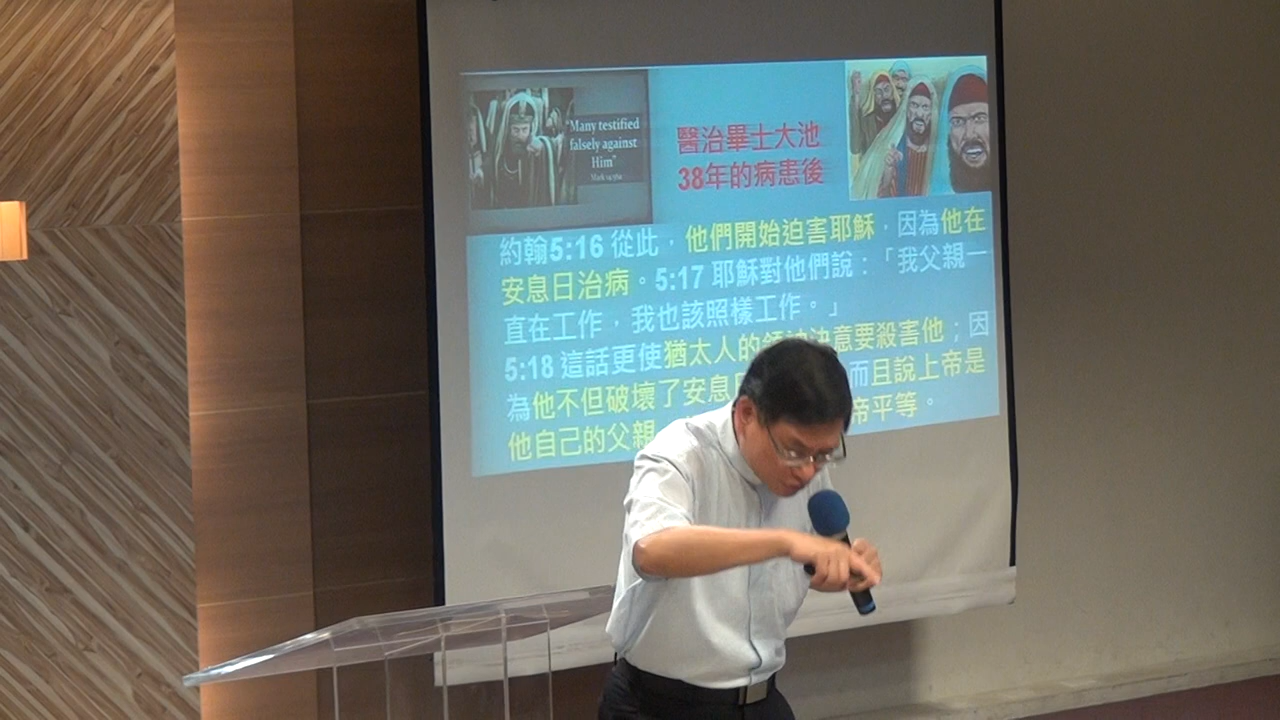 "Many testified
falsely against
Him"
醫治畢士大池
38年的病患後
約翰5:16 從此，他們開始迫害耶穌，因為他在
安息日治病。5:17 耶穌對他們說：「我父親一
直在工作，我也該照樣工作。」
5:18 這話更使猶太人的領袖決意要殺害他；因
為他不但破壞了安息 而且說上帝是
他自己的父親 帝平等。